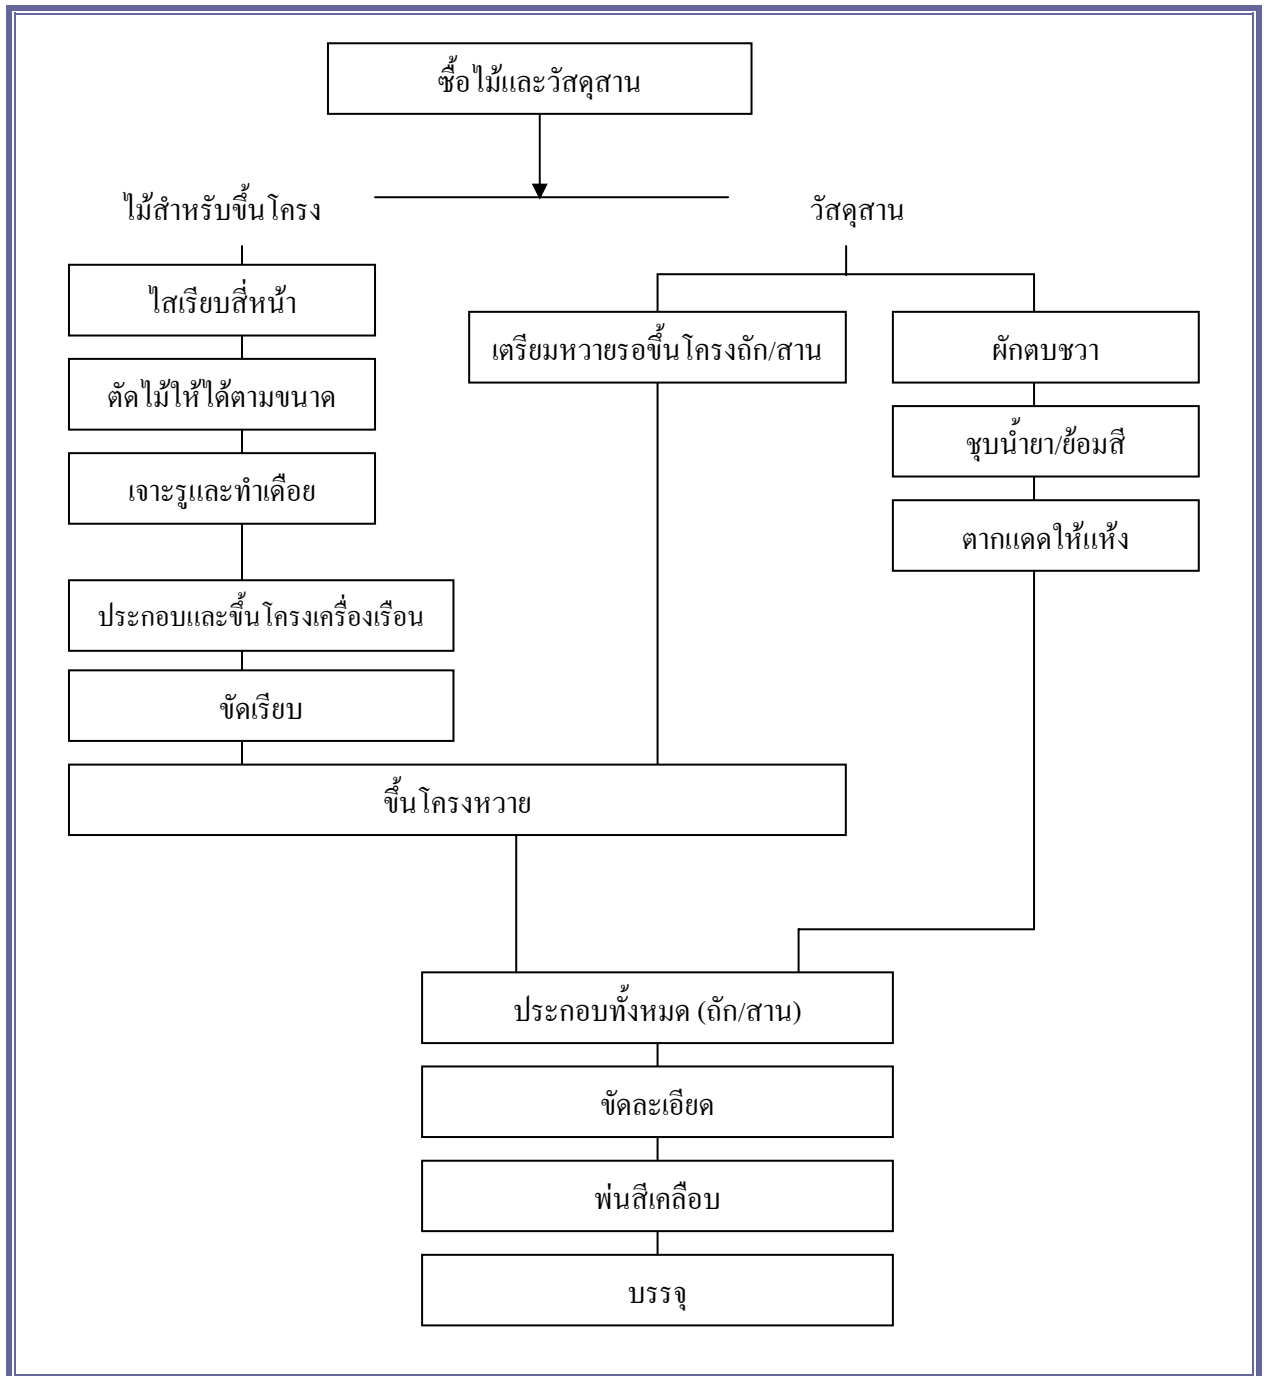 ซื้อไม้และวัสดุสาน
ไม้สำหรับขึ้นโครง
วัสดุสาน
ไสเรียบสี่หน้า
เตรียมหวายรอขึ้นโครงถัก/สาน
ผักตบชวา
ตัดไม้ให้ได้ตามขนาด
ชุบน้ำยา/ย้อมสี
เจาะรูและทำเดือย
ตากแดดให้แห้ง
ประกอบและขึ้นโครงเครื่องเรือน
ขัดเรียบ
ขึ้นโครงหวาย
ประกอบทั้งหมด (ถัก/สาน)
ขัดละเอียด
พ่นสีเคลือบ
บรรจุ